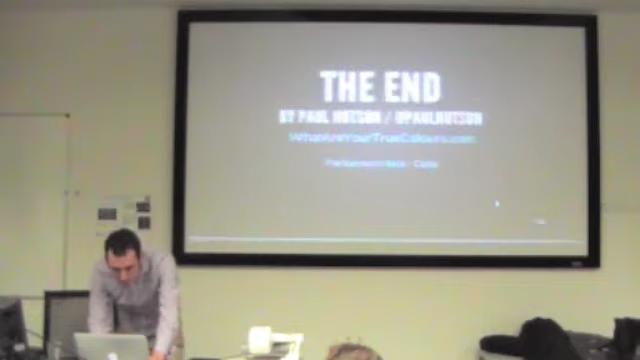 THE END
BY PAUL HUTSON / @PAULHUTSON
WhatAreYourTrueColours.com